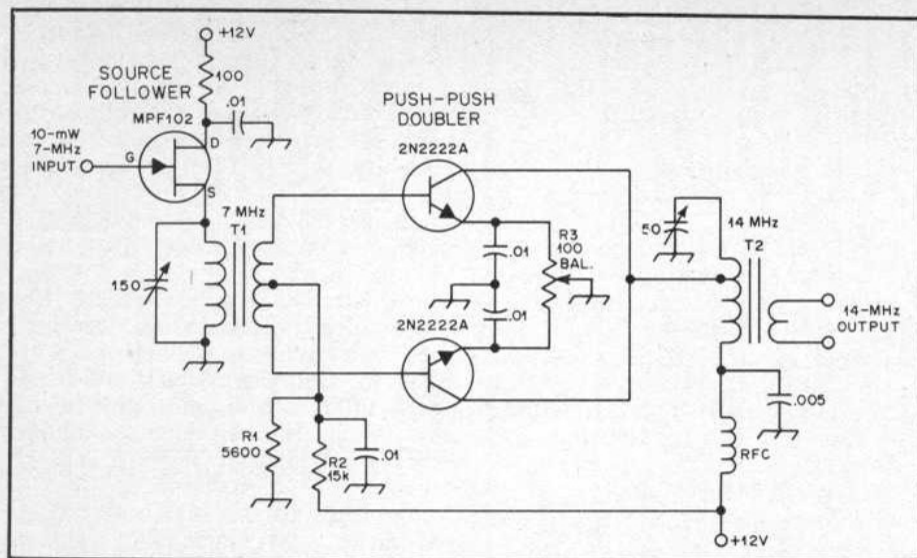 +12V
100
SOURCE
FOLLOWER
MPF102
.01
D
10-mW
7-MHz
INPUT
G
S
PUSH-PUSH
DOUBLER
2N2222A
7 MHz
T1
150
.01
R3
100
BAL.
.01
2N2222A
50
14 MHz
T2
14-MHz
OUTPUT
.005
RFC
R1
5600
R2
15k
.01
+12V